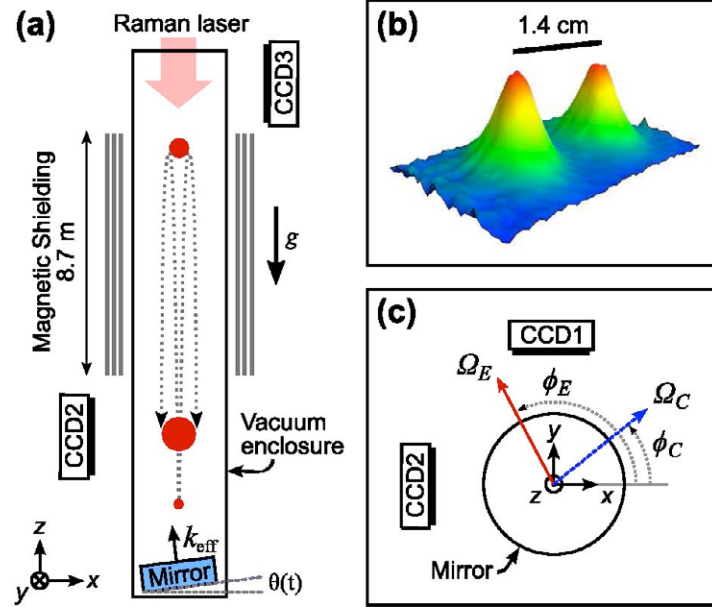 (a)
Raman laser
CCD3
Magnetic Shielding
8.7 m
g
CCD2
Vacuum
enclosure
z
y
x
k_eff
Mirror
θ(t)
(b)
1.4 cm
(c)
CCD1
Ω_E
ϕ_E
Ω_C
ϕ_C
CCD2
y
z
x
Mirror